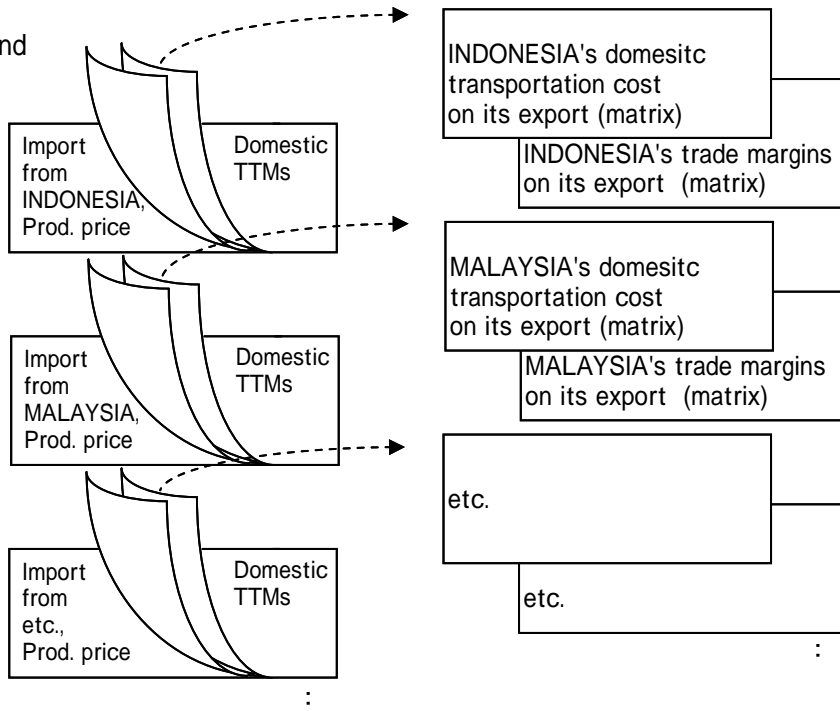 nd
Import
from
INDONESIA,
Prod. price
Domestic
TTMs
INDONESIA's domesitc
transportation cost
on its export (matrix)
INDONESIA's trade margins
on its export (matrix)
Import
from
MALAYSIA,
Prod. price
Domestic
TTMs
MALAYSIA's domesitc
transportation cost
on its export (matrix)
MALAYSIA's trade margins
on its export (matrix)
Import
from
etc.,
Prod. price
Domestic
TTMs
etc.
etc.
:
: